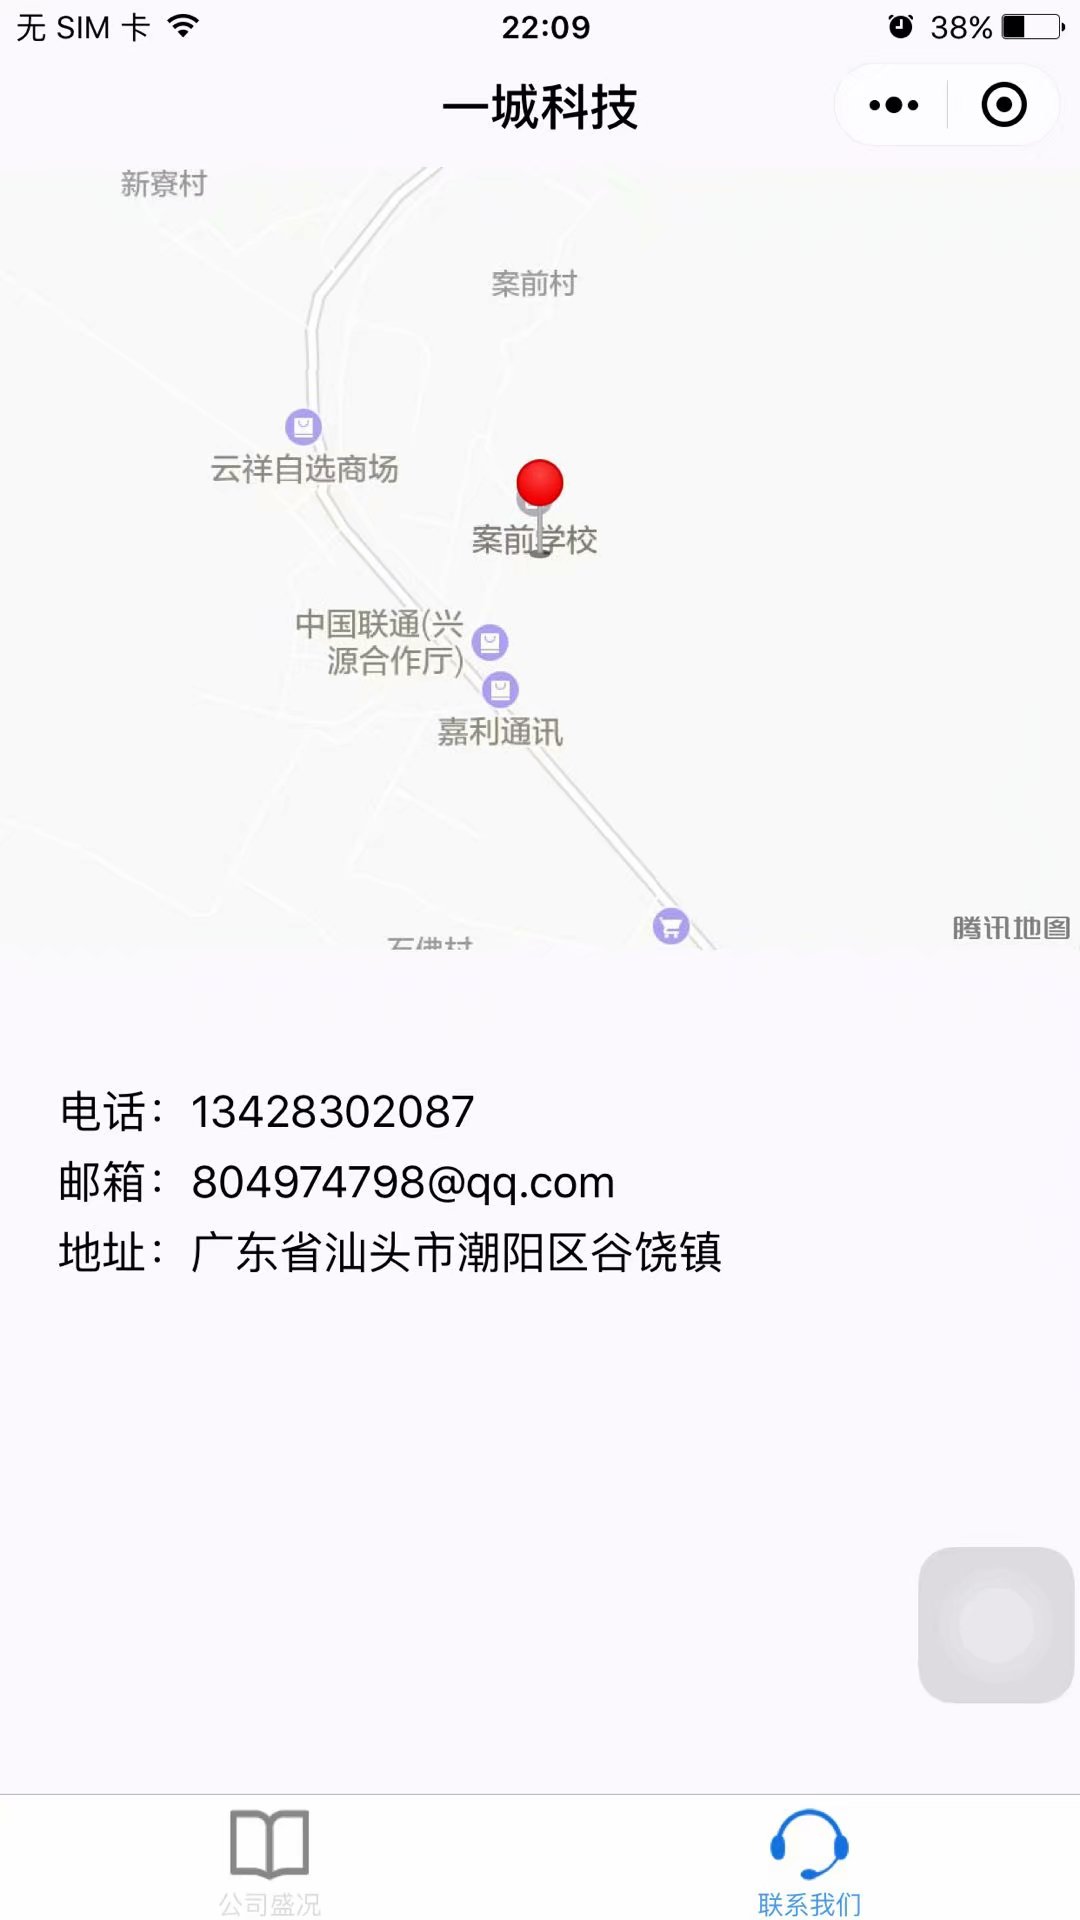 无 SIM 卡 22:09 38%
一城科技
新寮村
案前村
云祥自选商场
案前学校
中国联通(兴
源合作厅)
嘉利通讯
腾讯地图
石佛村
电话：13428302087
邮箱：804974798@qq.com
地址：广东省汕头市潮阳区谷饶镇
公司盛况
联系我们